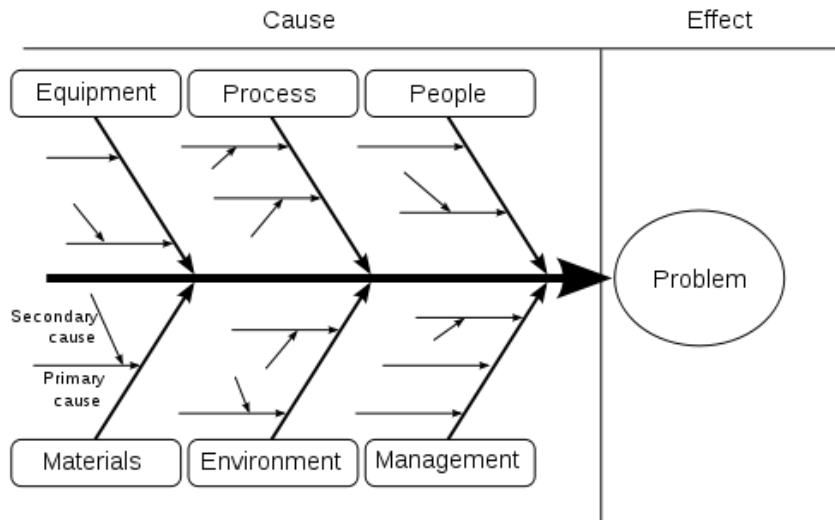 Cause
Effect
Equipment
Process
People
Problem
Secondary
cause
Primary
cause
Materials
Environment
Management